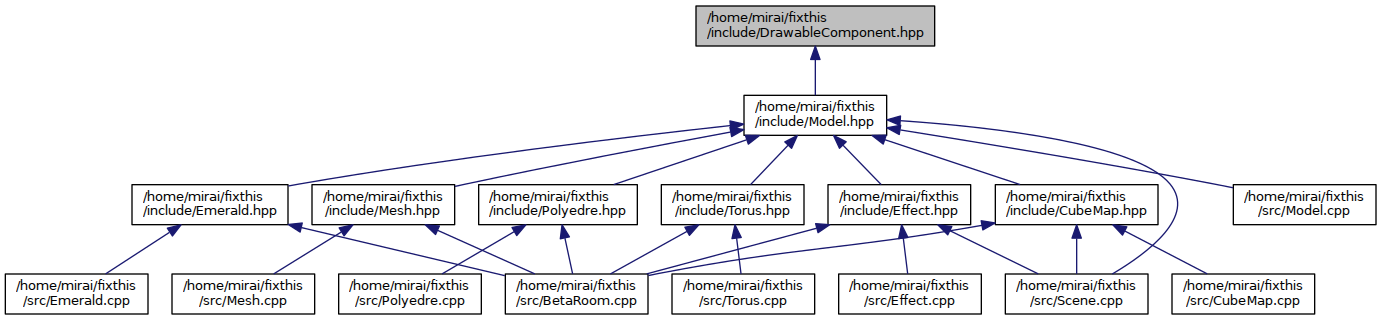 /home/mirai/fixthis
/include/DrawableComponent.hpp
/home/mirai/fixthis
/include/Model.hpp
/home/mirai/fixthis
/include/Emerald.hpp
/home/mirai/fixthis
/include/Mesh.hpp
/home/mirai/fixthis
/include/Polyedre.hpp
/home/mirai/fixthis
/include/Torus.hpp
/home/mirai/fixthis
/include/Effect.hpp
/home/mirai/fixthis
/include/CubeMap.hpp
/home/mirai/fixthis
/src/Model.cpp
/home/mirai/fixthis
/src/Emerald.cpp
/home/mirai/fixthis
/src/Mesh.cpp
/home/mirai/fixthis
/src/Polyedre.cpp
/home/mirai/fixthis
/src/BetaRoom.cpp
/home/mirai/fixthis
/src/Torus.cpp
/home/mirai/fixthis
/src/Effect.cpp
/home/mirai/fixthis
/src/Scene.cpp
/home/mirai/fixthis
/src/CubeMap.cpp